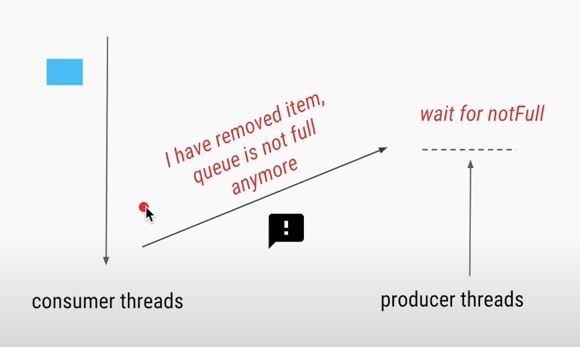 I have removed item,
queue is not full
anymore
wait for notFull
consumer threads
producer threads